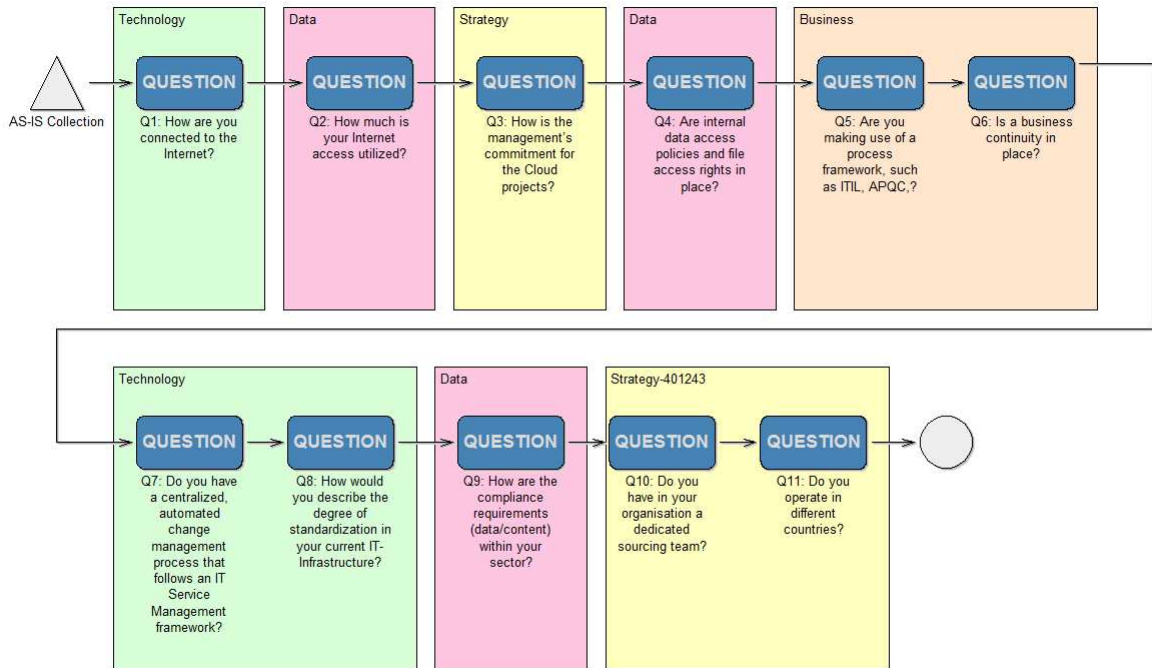 Technology
Data
Strategy
Data
Business
QUESTION
QUESTION
QUESTION
QUESTION
QUESTION
QUESTION
AS-IS Collection
Q1: How are you
connected to the
Internet?
Q2: How much is
your Internet
access utilized?
Q3: How is the
management's
commitment for
the Cloud
projects?
Q4: Are internal
data access
policies and file
access rights in
place?
Q5: Are you
making use of a
process
framework, such
as ITIL, APQC,?
Q6: Is a business
continuity in
place?
Technology
Data
Strategy-401243
QUESTION
QUESTION
QUESTION
QUESTION
QUESTION
Q7: Do you have
a centralized,
automated
change
management
process that
follows an IT
Service
Management
framework?
Q8: How would
you describe the
degree of
standardization in
your current IT-
Infrastructure?
Q9: How are the
compliance
requirements
(data/content)
within your
sector?
Q10: Do you
have in your
organisation a
dedicated
sourcing team?
Q11: Do you
operate in
different
countries?